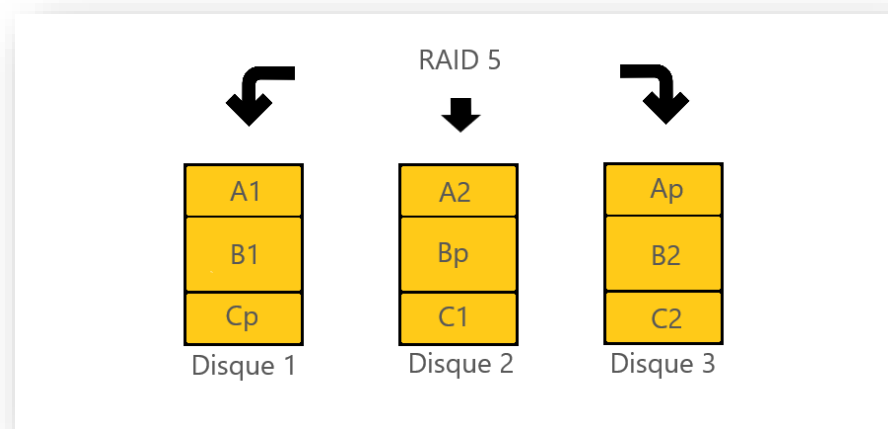 RAID 5
A1 A2 Ap
B1 Bp B2
Cp C1 C2
Disque 1 Disque 2 Disque 3